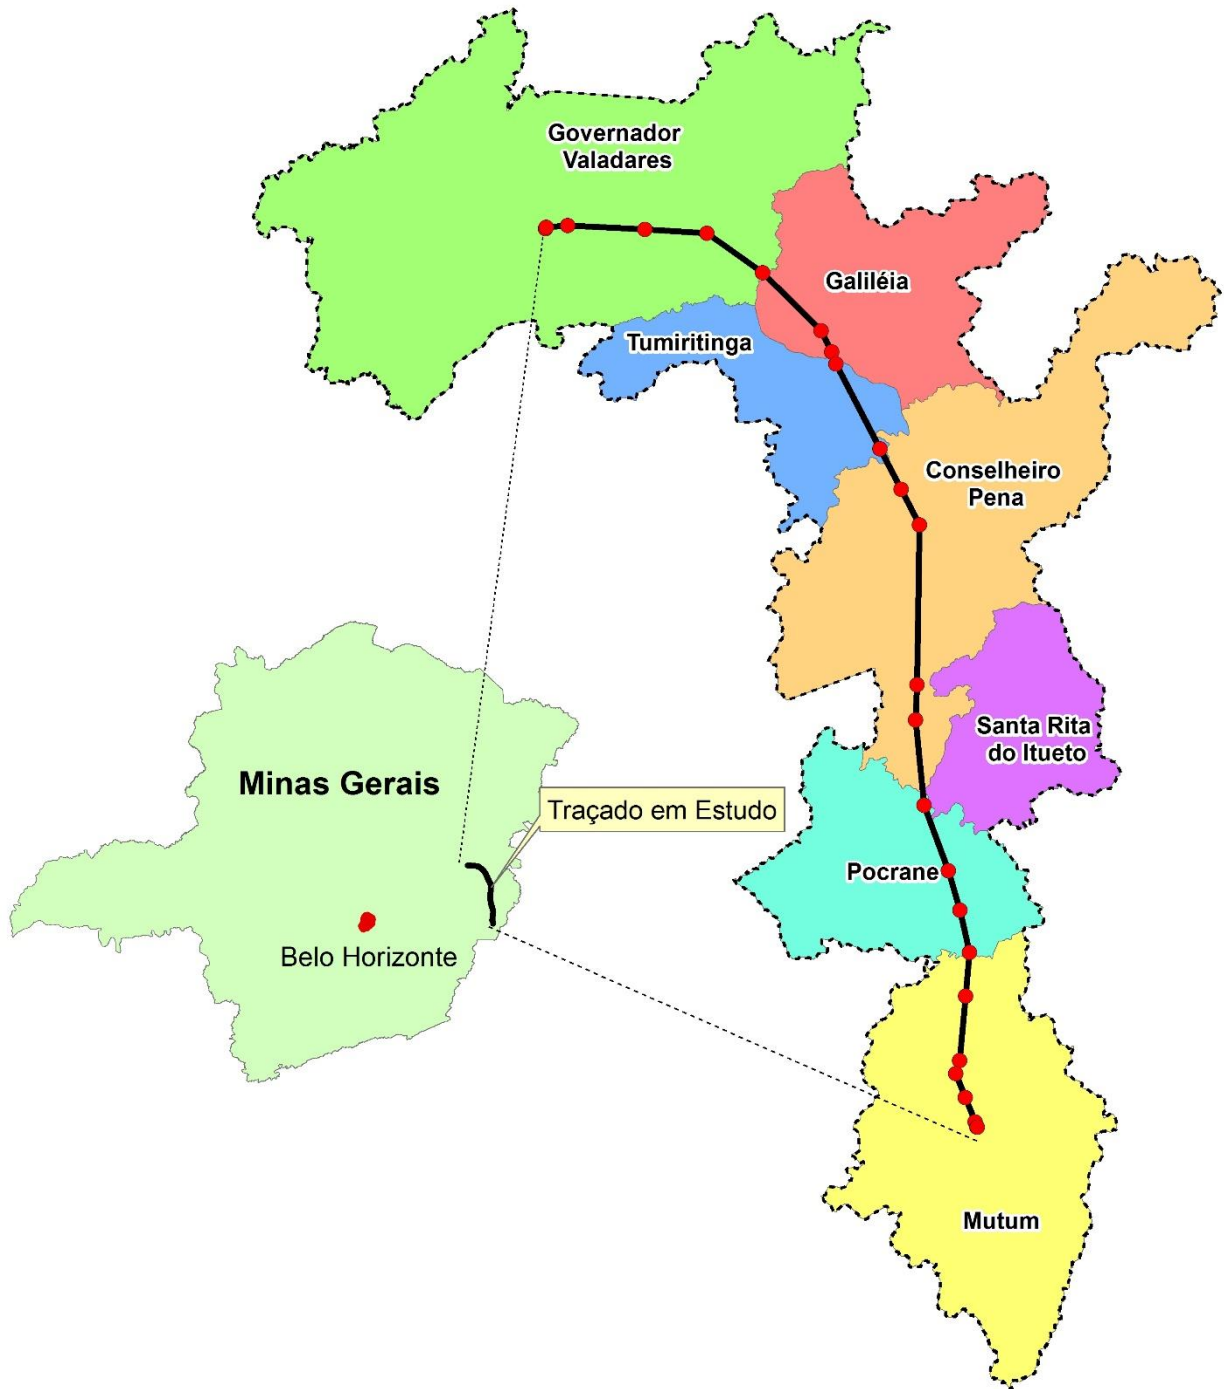 Governador
Valadares
Galiléia
Tumiritinga
Conselheiro
Pena
Santa Rita
do Itueto
Minas Gerais
Traçado em Estudo
Pocrane
Belo Horizonte
Mutum